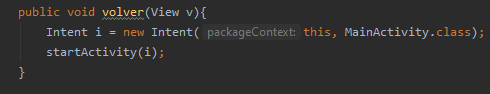 public void volver(View v){
Intent i = new Intent( packageContext: this, MainActivity.class);
startActivity(i);
}